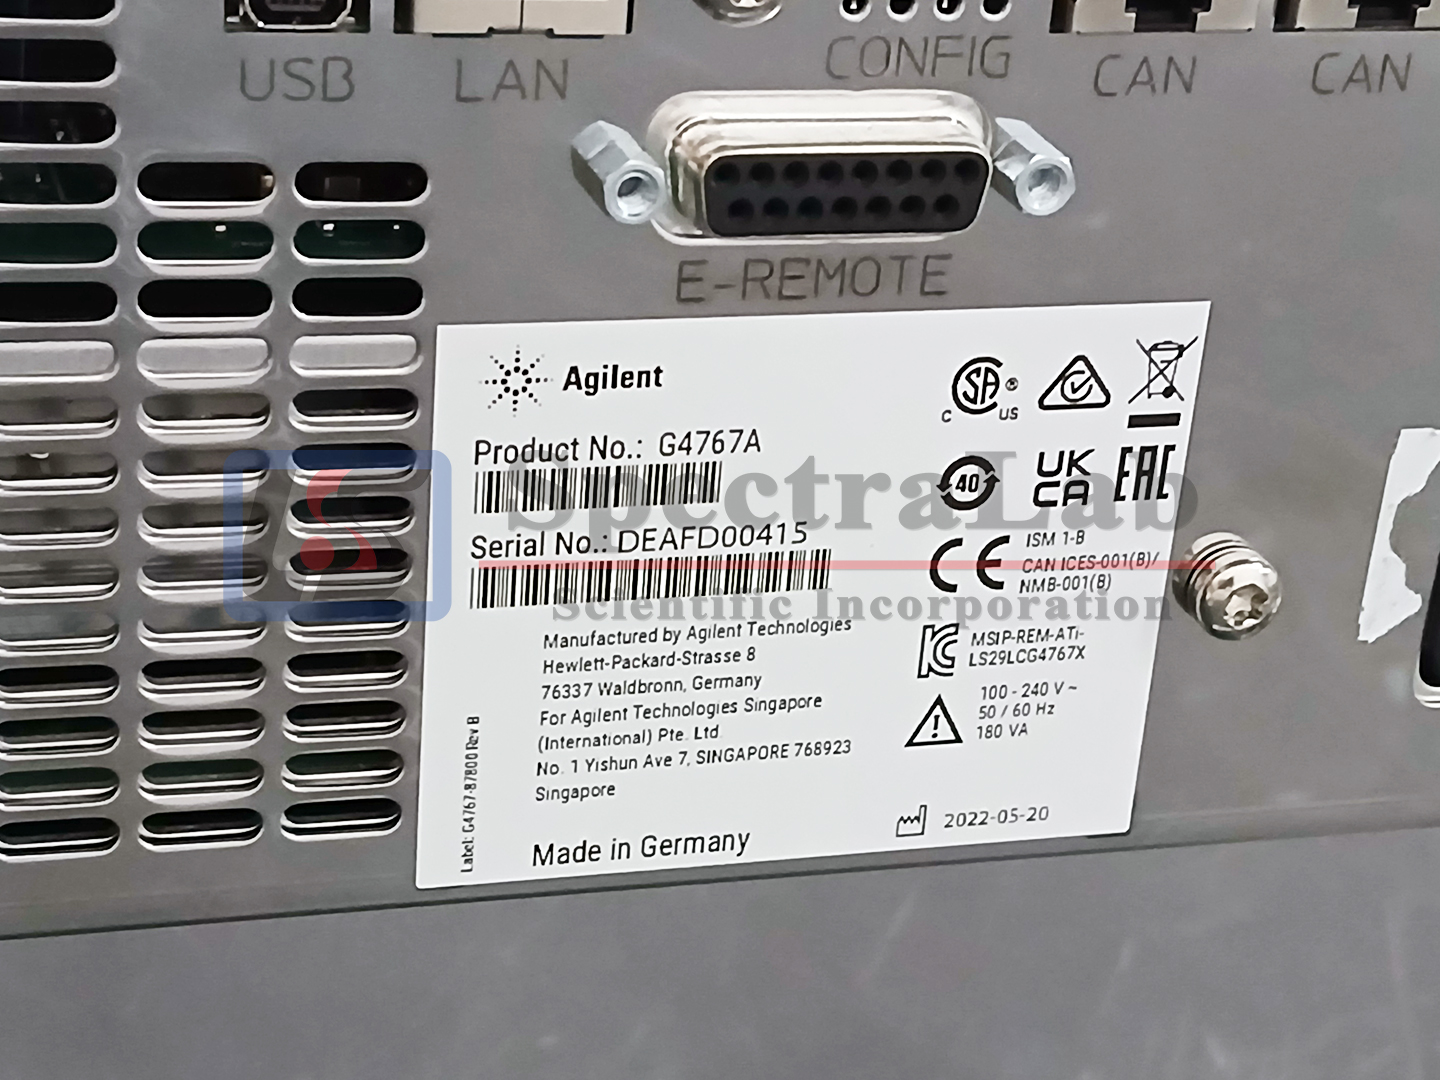 USB LAN CONFIG CAN CAN
E-REMOTE
Agilent
Product No.: G4767A
Serial No.: DEAFD00415
Manufactured by Agilent Technologies
Hewlett-Packard-Strasse 8
76337 Waldbronn, Germany
For Agilent Technologies Singapore
(International) Pte. Ltd.
No. 1 Yishun Ave 7, SINGAPORE 768923
Singapore
Made in Germany
Label: G4767-87800 Rev B
C SA ® US
40
UK
CA
EAC
CE
ISM 1-B
CAN ICES-001(B)/
NMB-001(B)
MSIP-REM-ATi-
LS29LCG4767X
100 - 240 V ~
50 / 60 Hz
180 VA
2022-05-20
SpectraLab
Scientific Incorporation